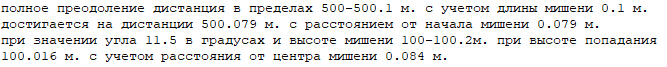 полное преодоление дистанция в пределах 500-500.1 м. с учетом длины мишени 0.1 м.
достигается на дистанции 500.079 м. с расстоянием от начала мишени 0.079 м.
при значении угла 11.5 в градусах и высоте мишени 100-100.2м. при высоте попадания
100.016 м. с учетом расстояния от центра мишени 0.084 м.